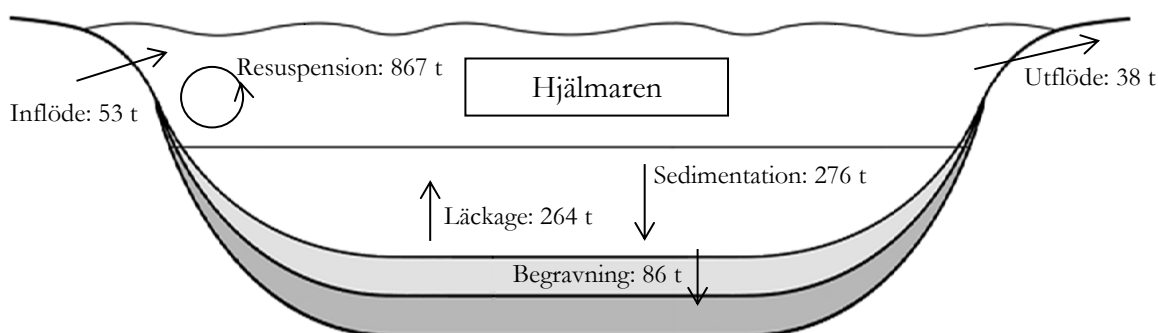 Resuspension: 867 t
Hjälmaren
Utflöde: 38 t
Inflöde: 53 t
Sedimentation: 276 t
Läckage: 264 t
Begravning: 86 t